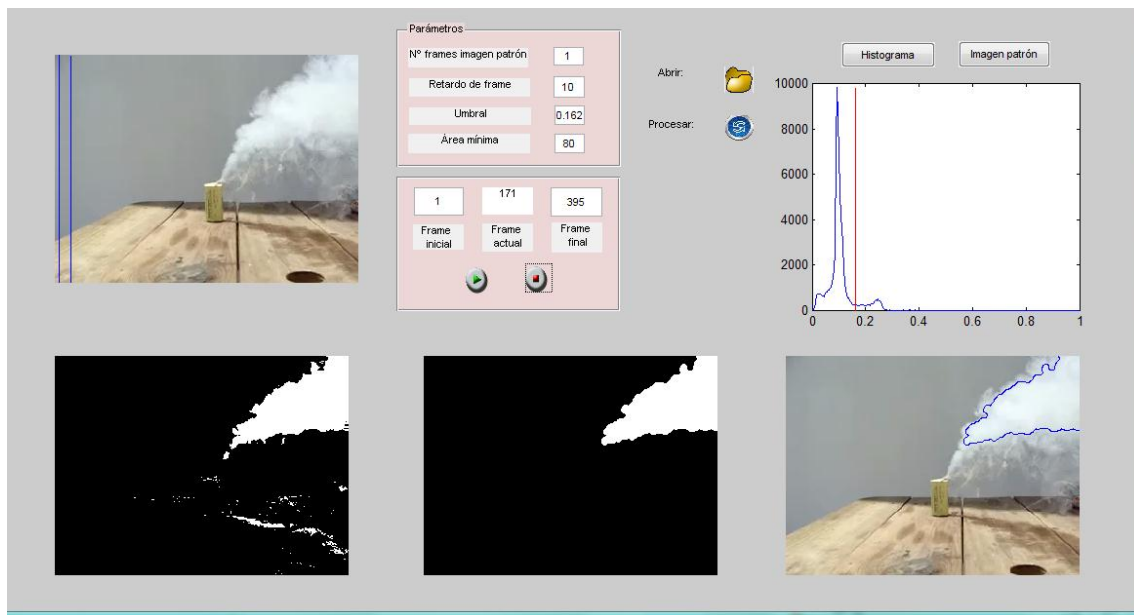 Parámetros
Nº frames imagen patrón
1
Retardo de frame
10
Umbral
0.162
Área mínima
80
1
171
395
Frame inicial
Frame actual
Frame final
Abrir:
Procesar:
Histograma
Imagen patrón
10000
8000
6000
4000
2000
0
0
0.2
0.4
0.6
0.8
1